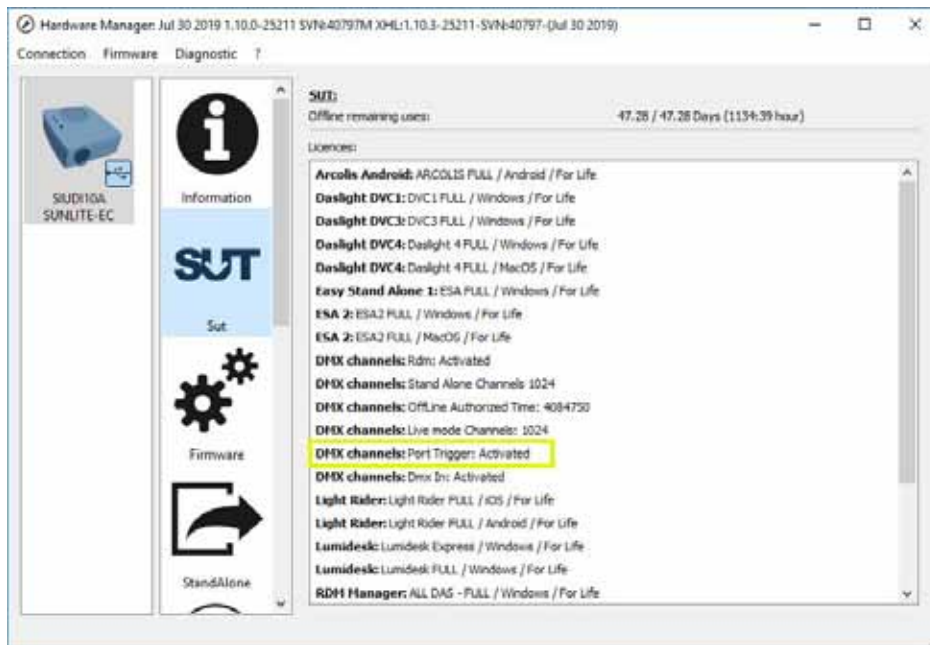 Hardware Manager: Jul 30 2019 1.10.0-25211 SVN:40797M XHL:1.10.3-25211-SVN:40797-(Jul 30 2019)
Connection Firmware Diagnostic ?
SIUDI10A
SUNLITE-EC
Information
SUT
Sut
Firmware
StandAlone
SUT:
Offline remaining uses: 47.28 / 47.28 Days (1134:39 hour)
Licences:
Arcolis Android: ARCOLIS FULL / Android / For Life
Daslight DVC1: DVC1 FULL / Windows / For Life
Daslight DVC3: DVC3 FULL / Windows / For Life
Daslight DVC4: Daslight 4 FULL / Windows / For Life
Daslight DVC4: Daslight 4 FULL / MacOS / For Life
Easy Stand Alone 1: ESA FULL / Windows / For Life
ESA 2: ESA2 FULL / Windows / For Life
ESA 2: ESA2 FULL / MacOS / For Life
DMX channels: Rdm: Activated
DMX channels: Stand Alone Channels 1024
DMX channels: OffLine Authorized Time: 4084750
DMX channels: Live mode Channels: 1024
DMX channels: Port Trigger: Activated
DMX channels: Dmx In: Activated
Light Rider: Light Rider FULL / iOS / For Life
Light Rider: Light Rider FULL / Android / For Life
Lumidesk: Lumidesk Express / Windows / For Life
Lumidesk: Lumidesk FULL / Windows / For Life
RDM Manager: ALL DAS - FULL / Windows / For Life